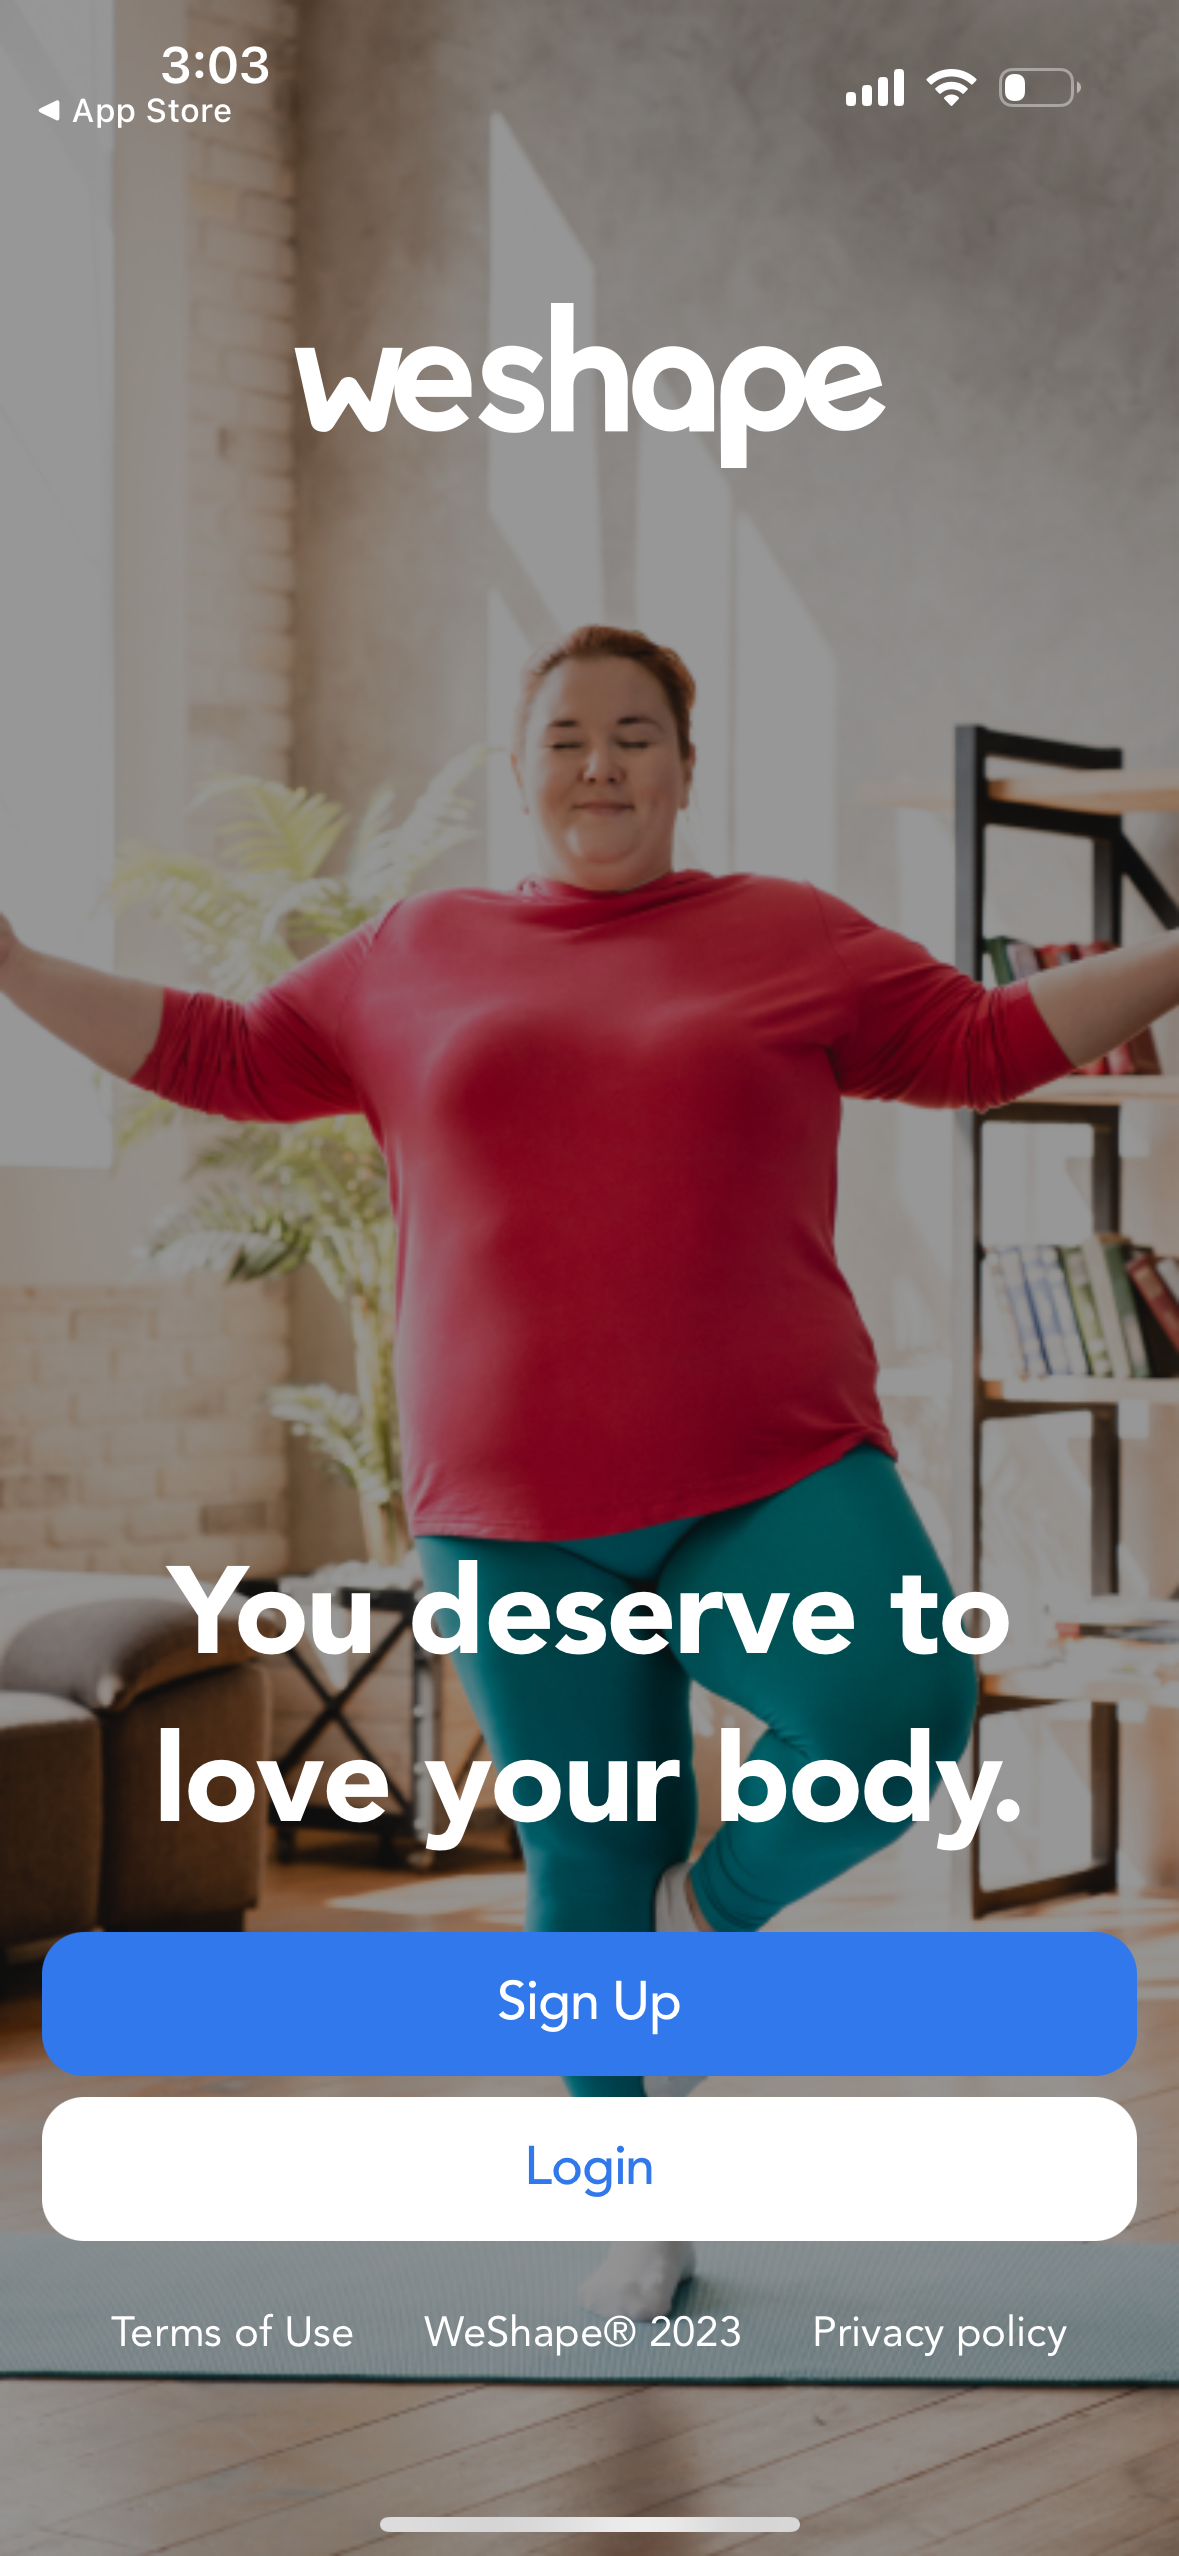 3:03
App Store
weshape
You deserve to
love your body.
Sign Up
Login
Terms of Use WeShape® 2023 Privacy policy